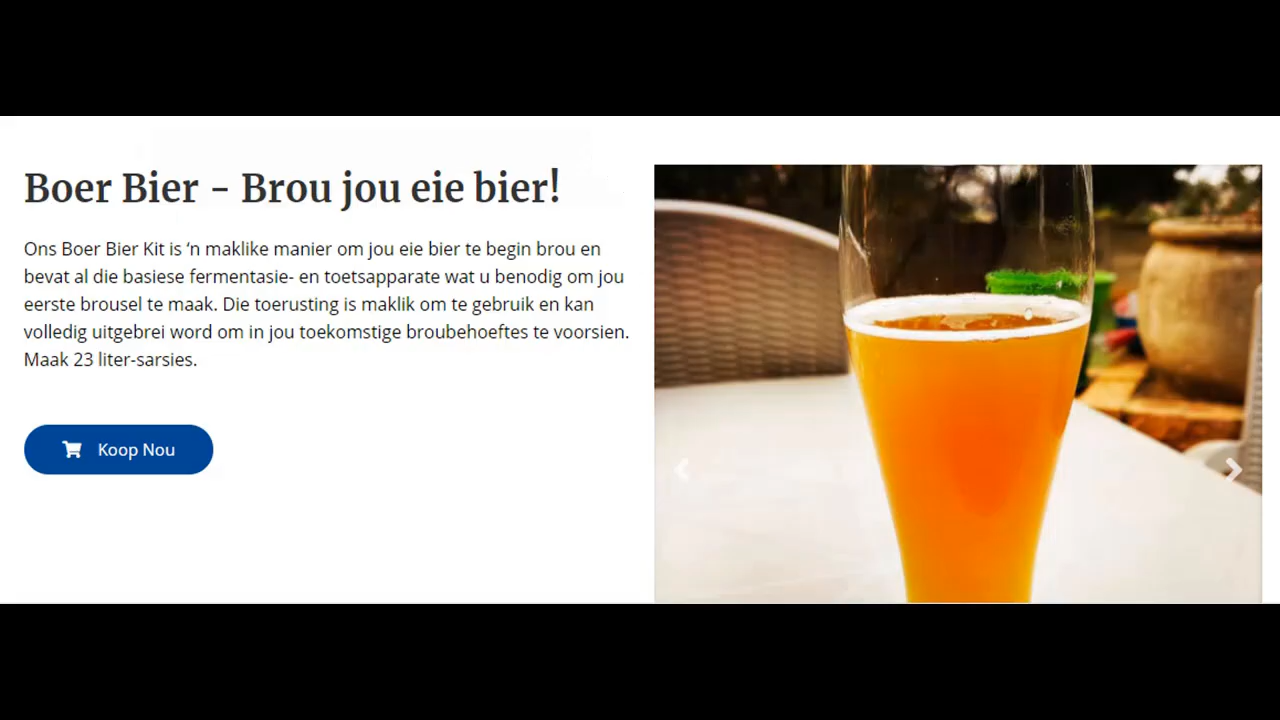 Boer Bier - Brou jou eie bier!
Ons Boer Bier Kit is ‘n maklike manier om jou eie bier te begin brou en
bevat al die basiese fermentasie- en toetsapparate wat u benodig om jou
eerste brousel te maak. Die toerusting is maklik om te gebruik en kan
volledig uitgebrei word om in jou toekomstige broubehoeftes te voorsien.
Maak 23 liter-sarsies.
Koop Nou